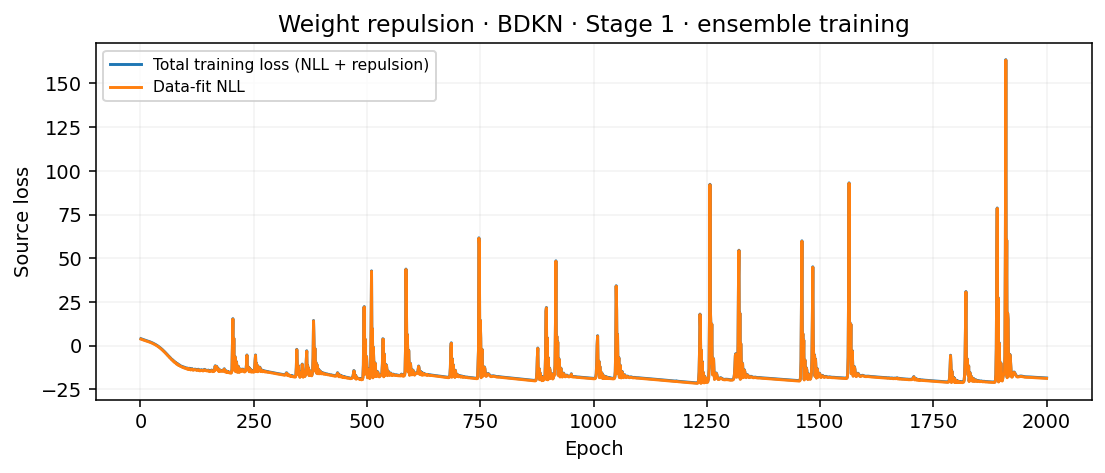 Weight repulsion · BDKN · Stage 1 · ensemble training
Total training loss (NLL + repulsion)
Data-fit NLL
Source loss
150
125
100
75
50
25
0
−25
0 250 500 750 1000 1250 1500 1750 2000
Epoch